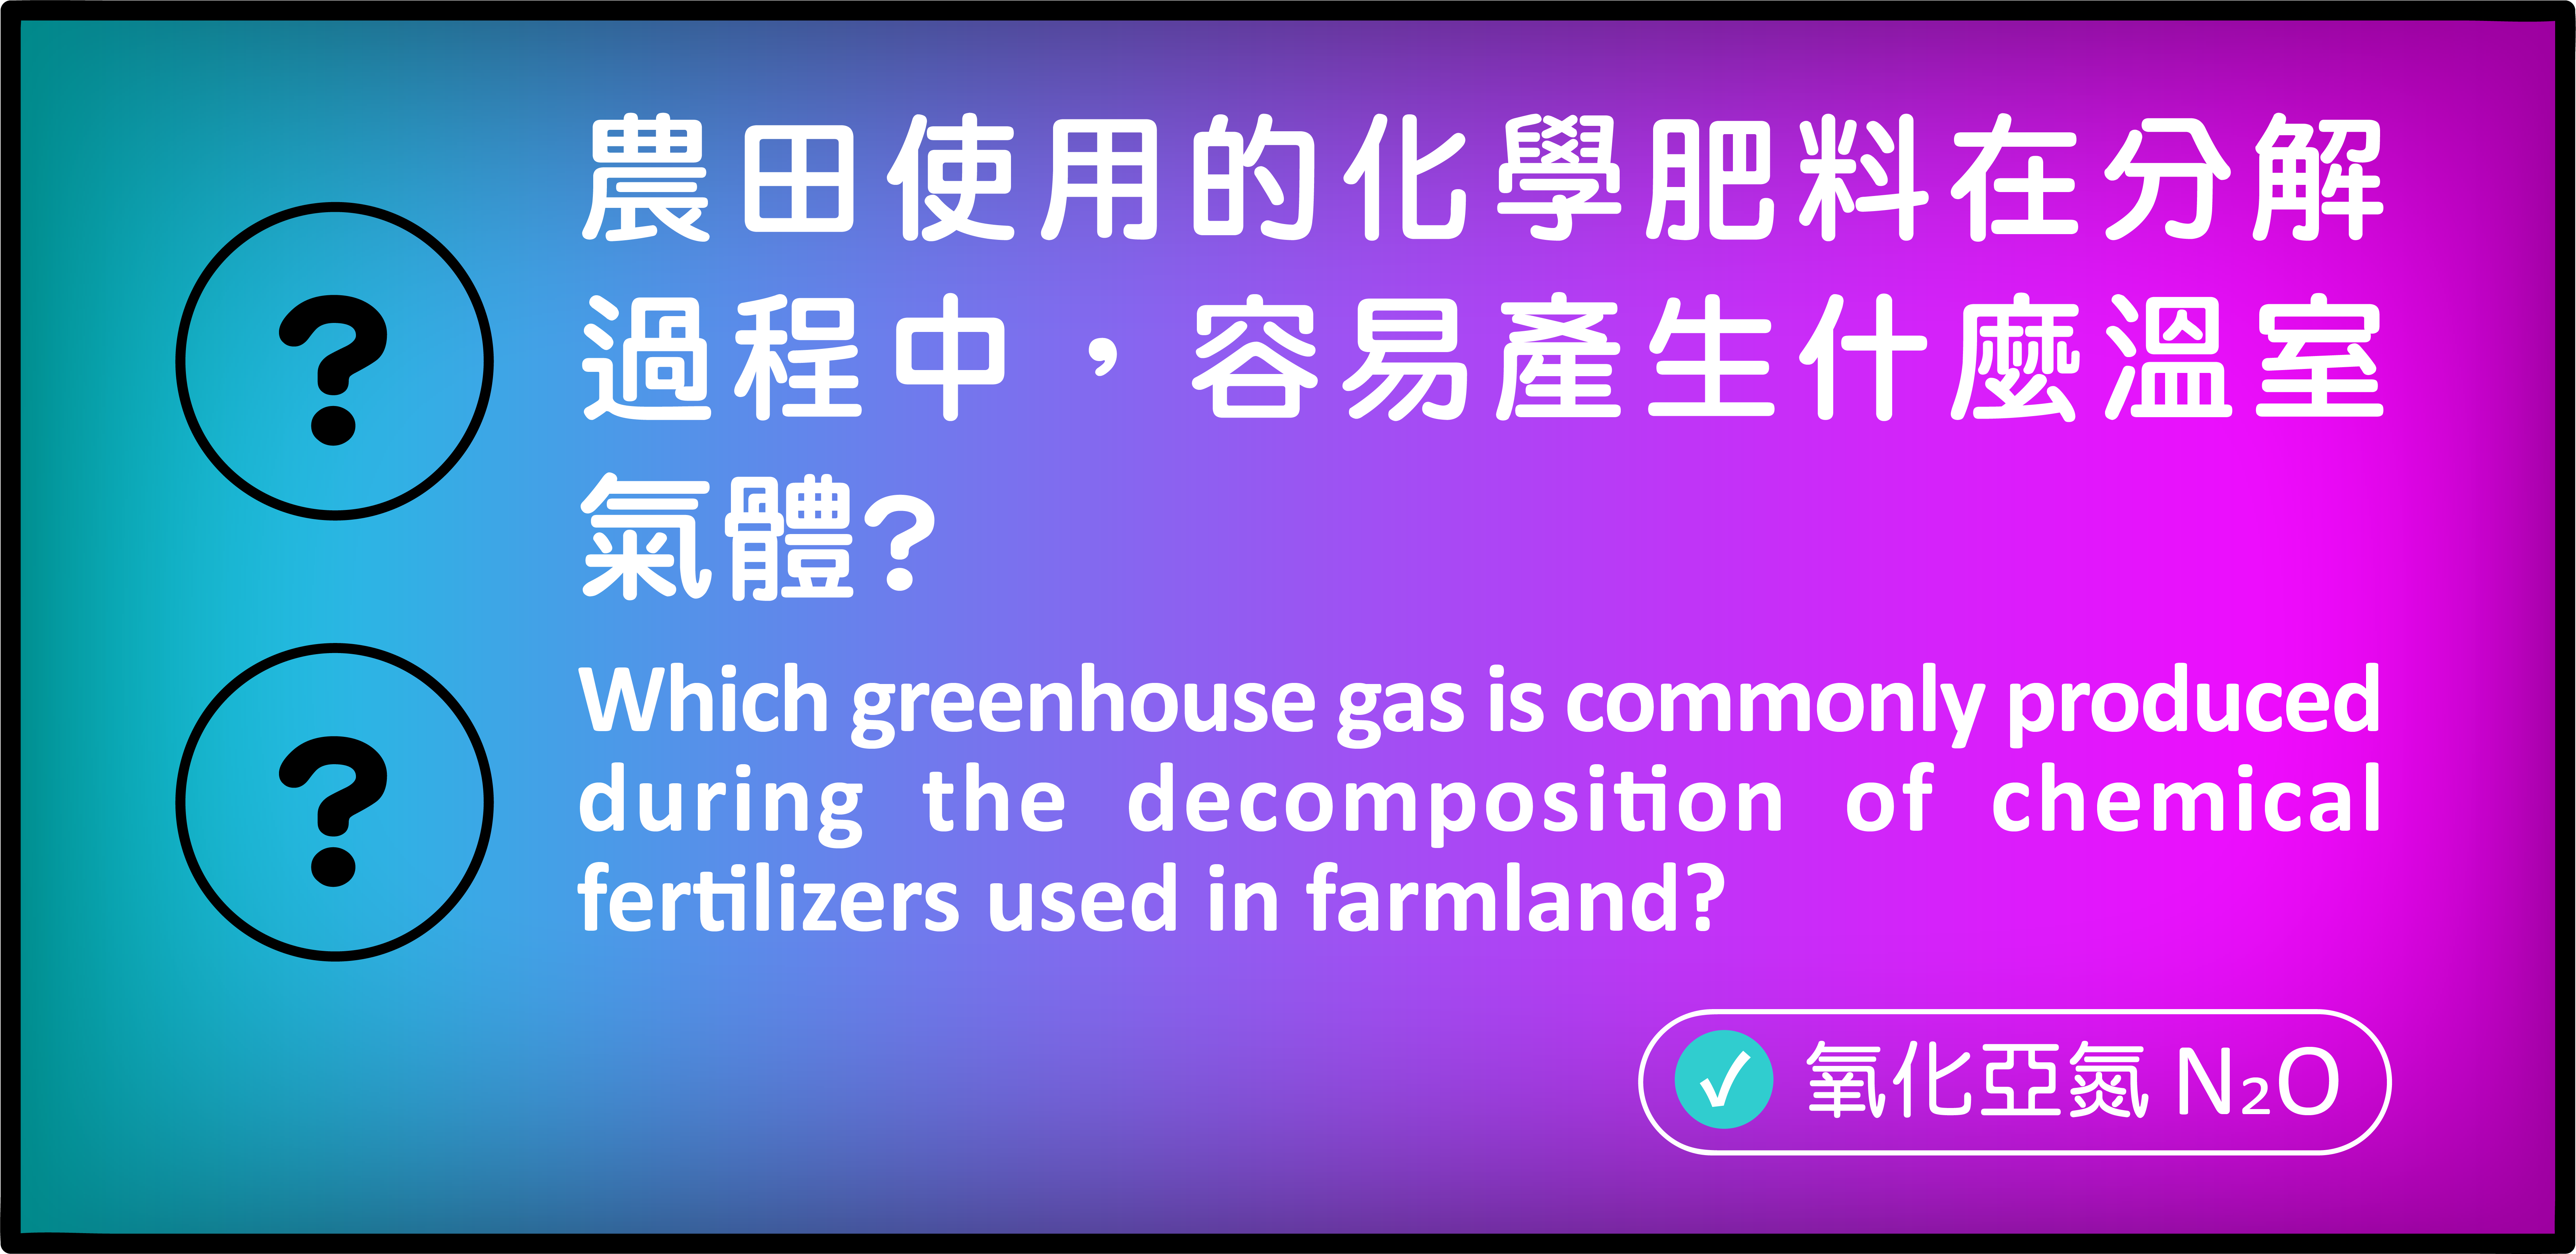 農田使用的化學肥料在分解
過程中，容易產生什麼溫室
氣體?
Which greenhouse gas is commonly produced
during the decomposition of chemical
fertilizers used in farmland?
氧化亞氮 N₂O